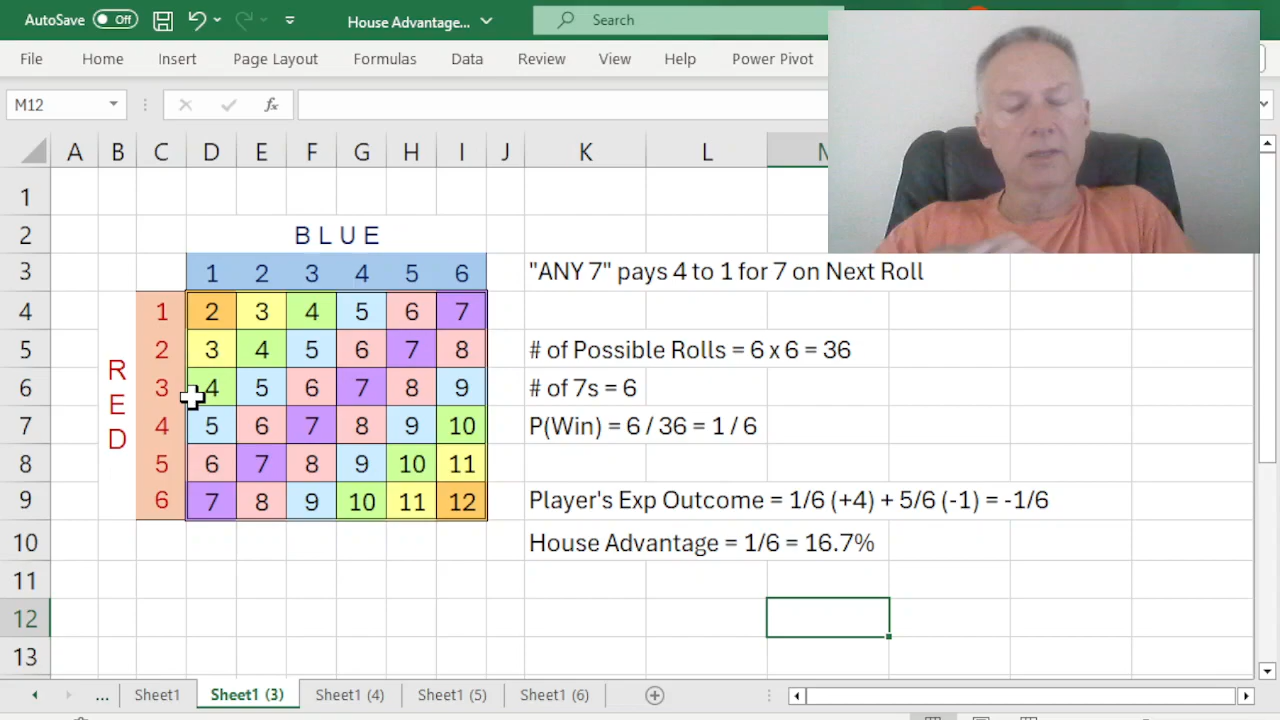 AutoSave Off House Advantage... Search
File Home Insert Page Layout Formulas Data Review View Help Power Pivot
M12 fx
A B C D E F G H I J K L
1
2 B L U E
3 1 2 3 4 5 6 "ANY 7" pays 4 to 1 for 7 on Next Roll
4 1 2 3 4 5 6 7
5 2 3 4 5 6 7 8 # of Possible Rolls = 6 x 6 = 36
R
6 3 4 5 6 7 8 9 # of 7s = 6
E
7 4 5 6 7 8 9 10 P(Win) = 6 / 36 = 1 / 6
D
8 5 6 7 8 9 10 11
9 6 7 8 9 10 11 12 Player's Exp Outcome = 1/6 (+4) + 5/6 (-1) = -1/6
10 House Advantage = 1/6 = 16.7%
11
12
13
... Sheet1 Sheet1 (3) Sheet1 (4) Sheet1 (5) Sheet1 (6)